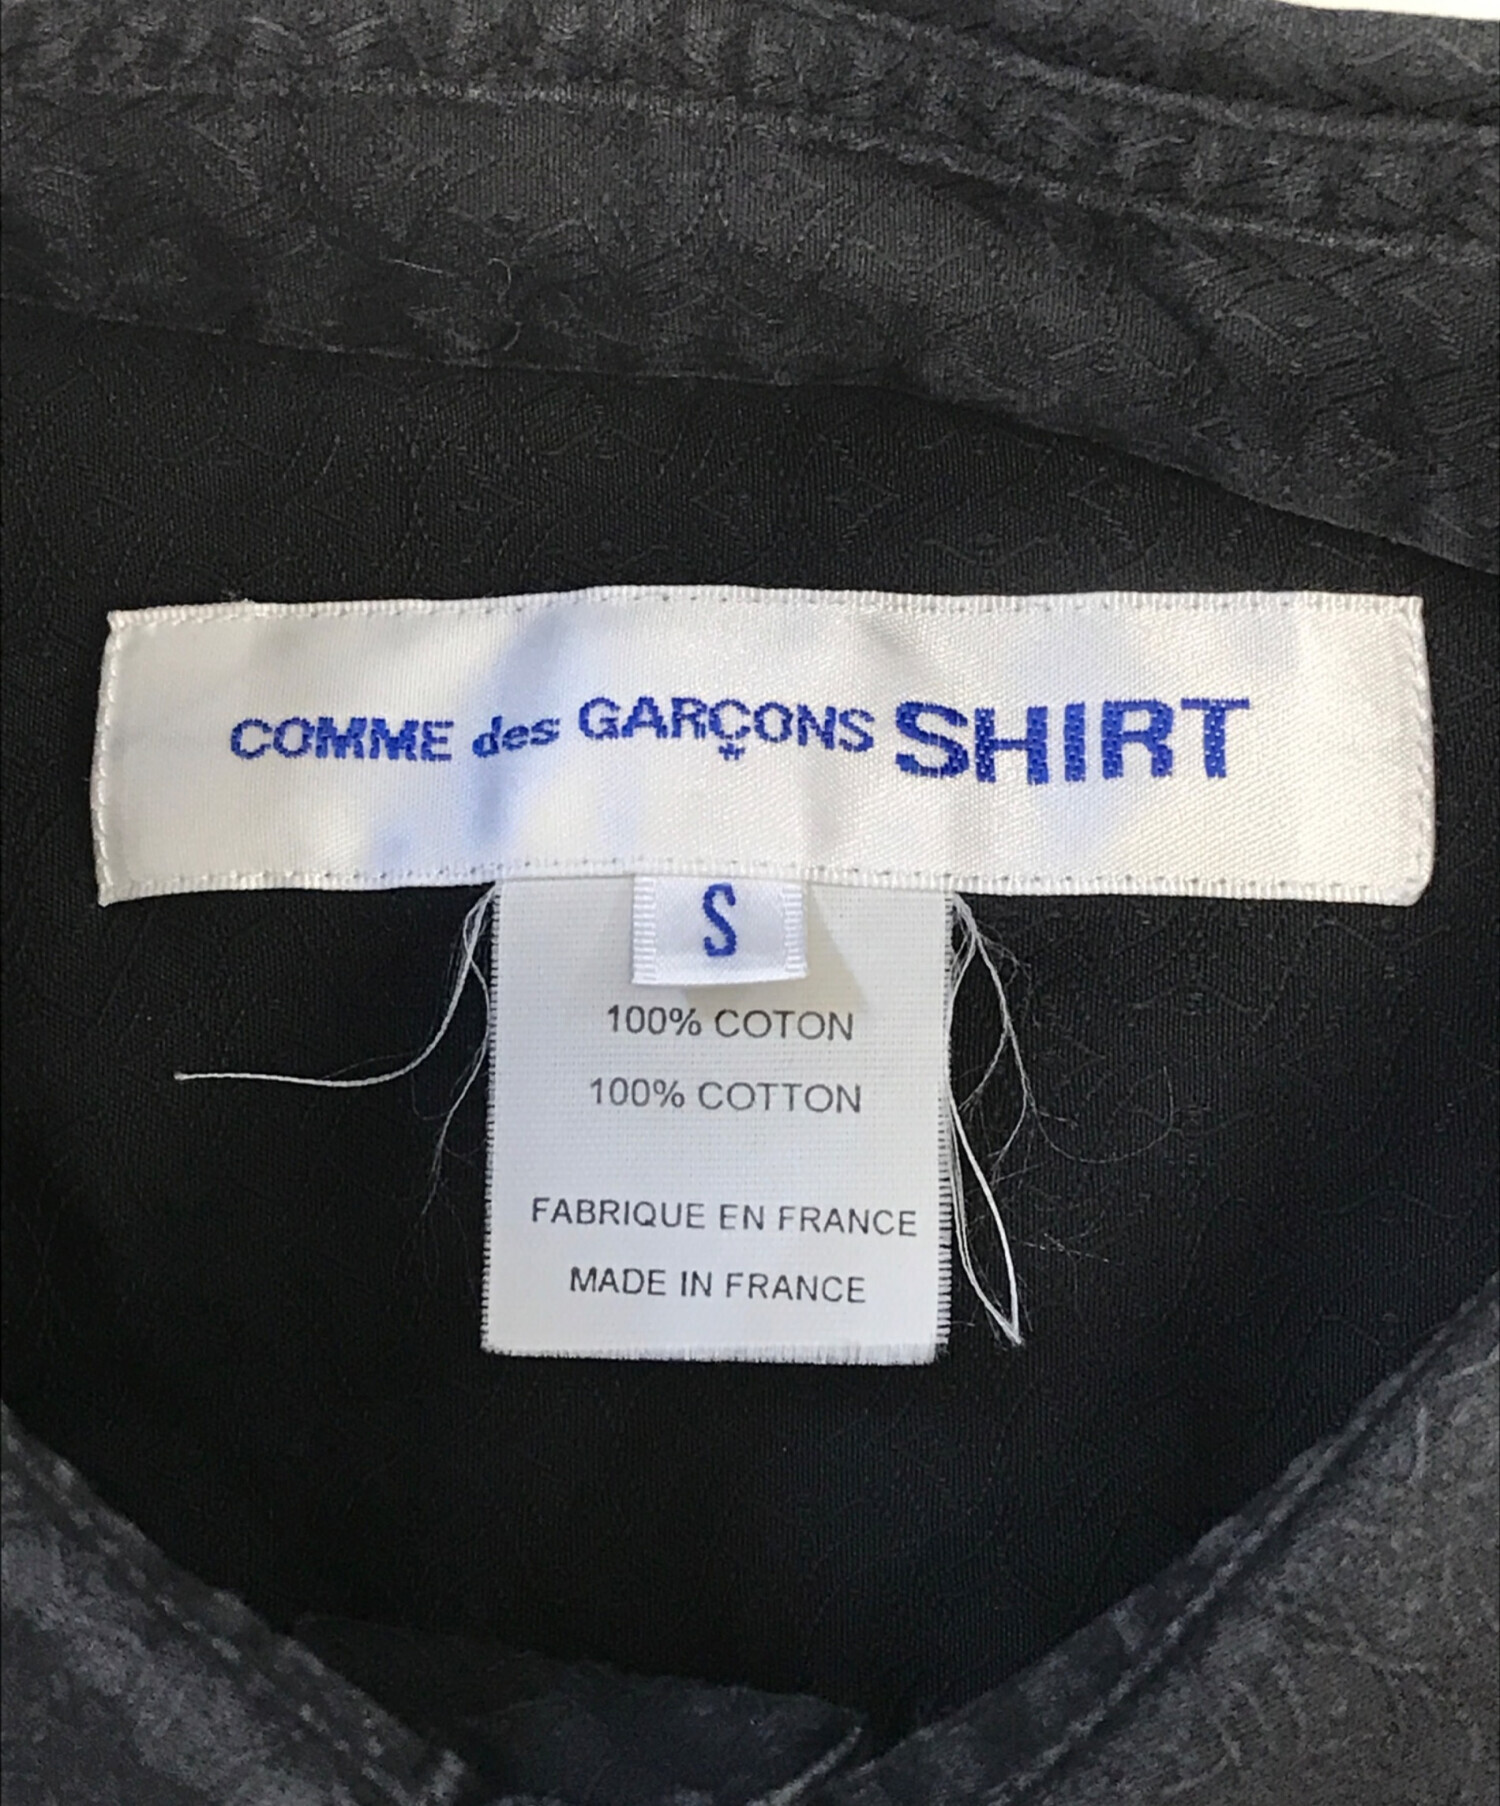 COMME des GARÇONS SHIRT
S
100% COTON
100% COTTON
FABRIQUE EN FRANCE
MADE IN FRANCE